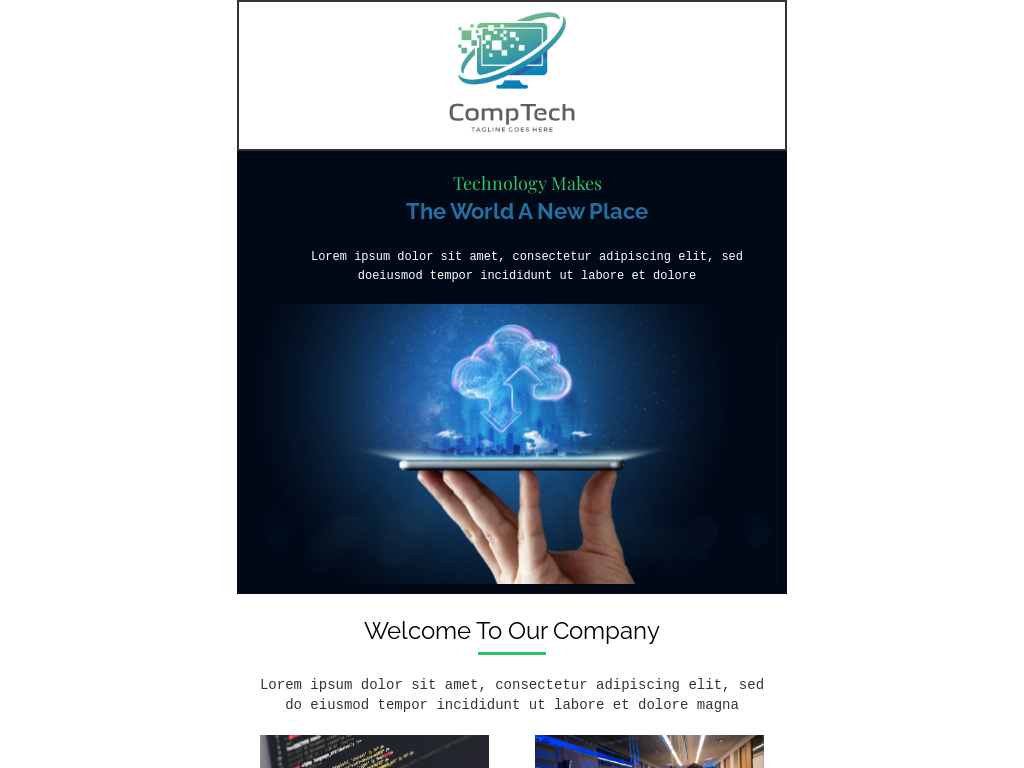 CompTech
TAGLINE GOES HERE
Technology Makes
The World A New Place
Lorem ipsum dolor sit amet, consectetur adipiscing elit, sed
doeiusmod tempor incididunt ut labore et dolore
Welcome To Our Company
Lorem ipsum dolor sit amet, consectetur adipiscing elit, sed
do eiusmod tempor incididunt ut labore et dolore magna